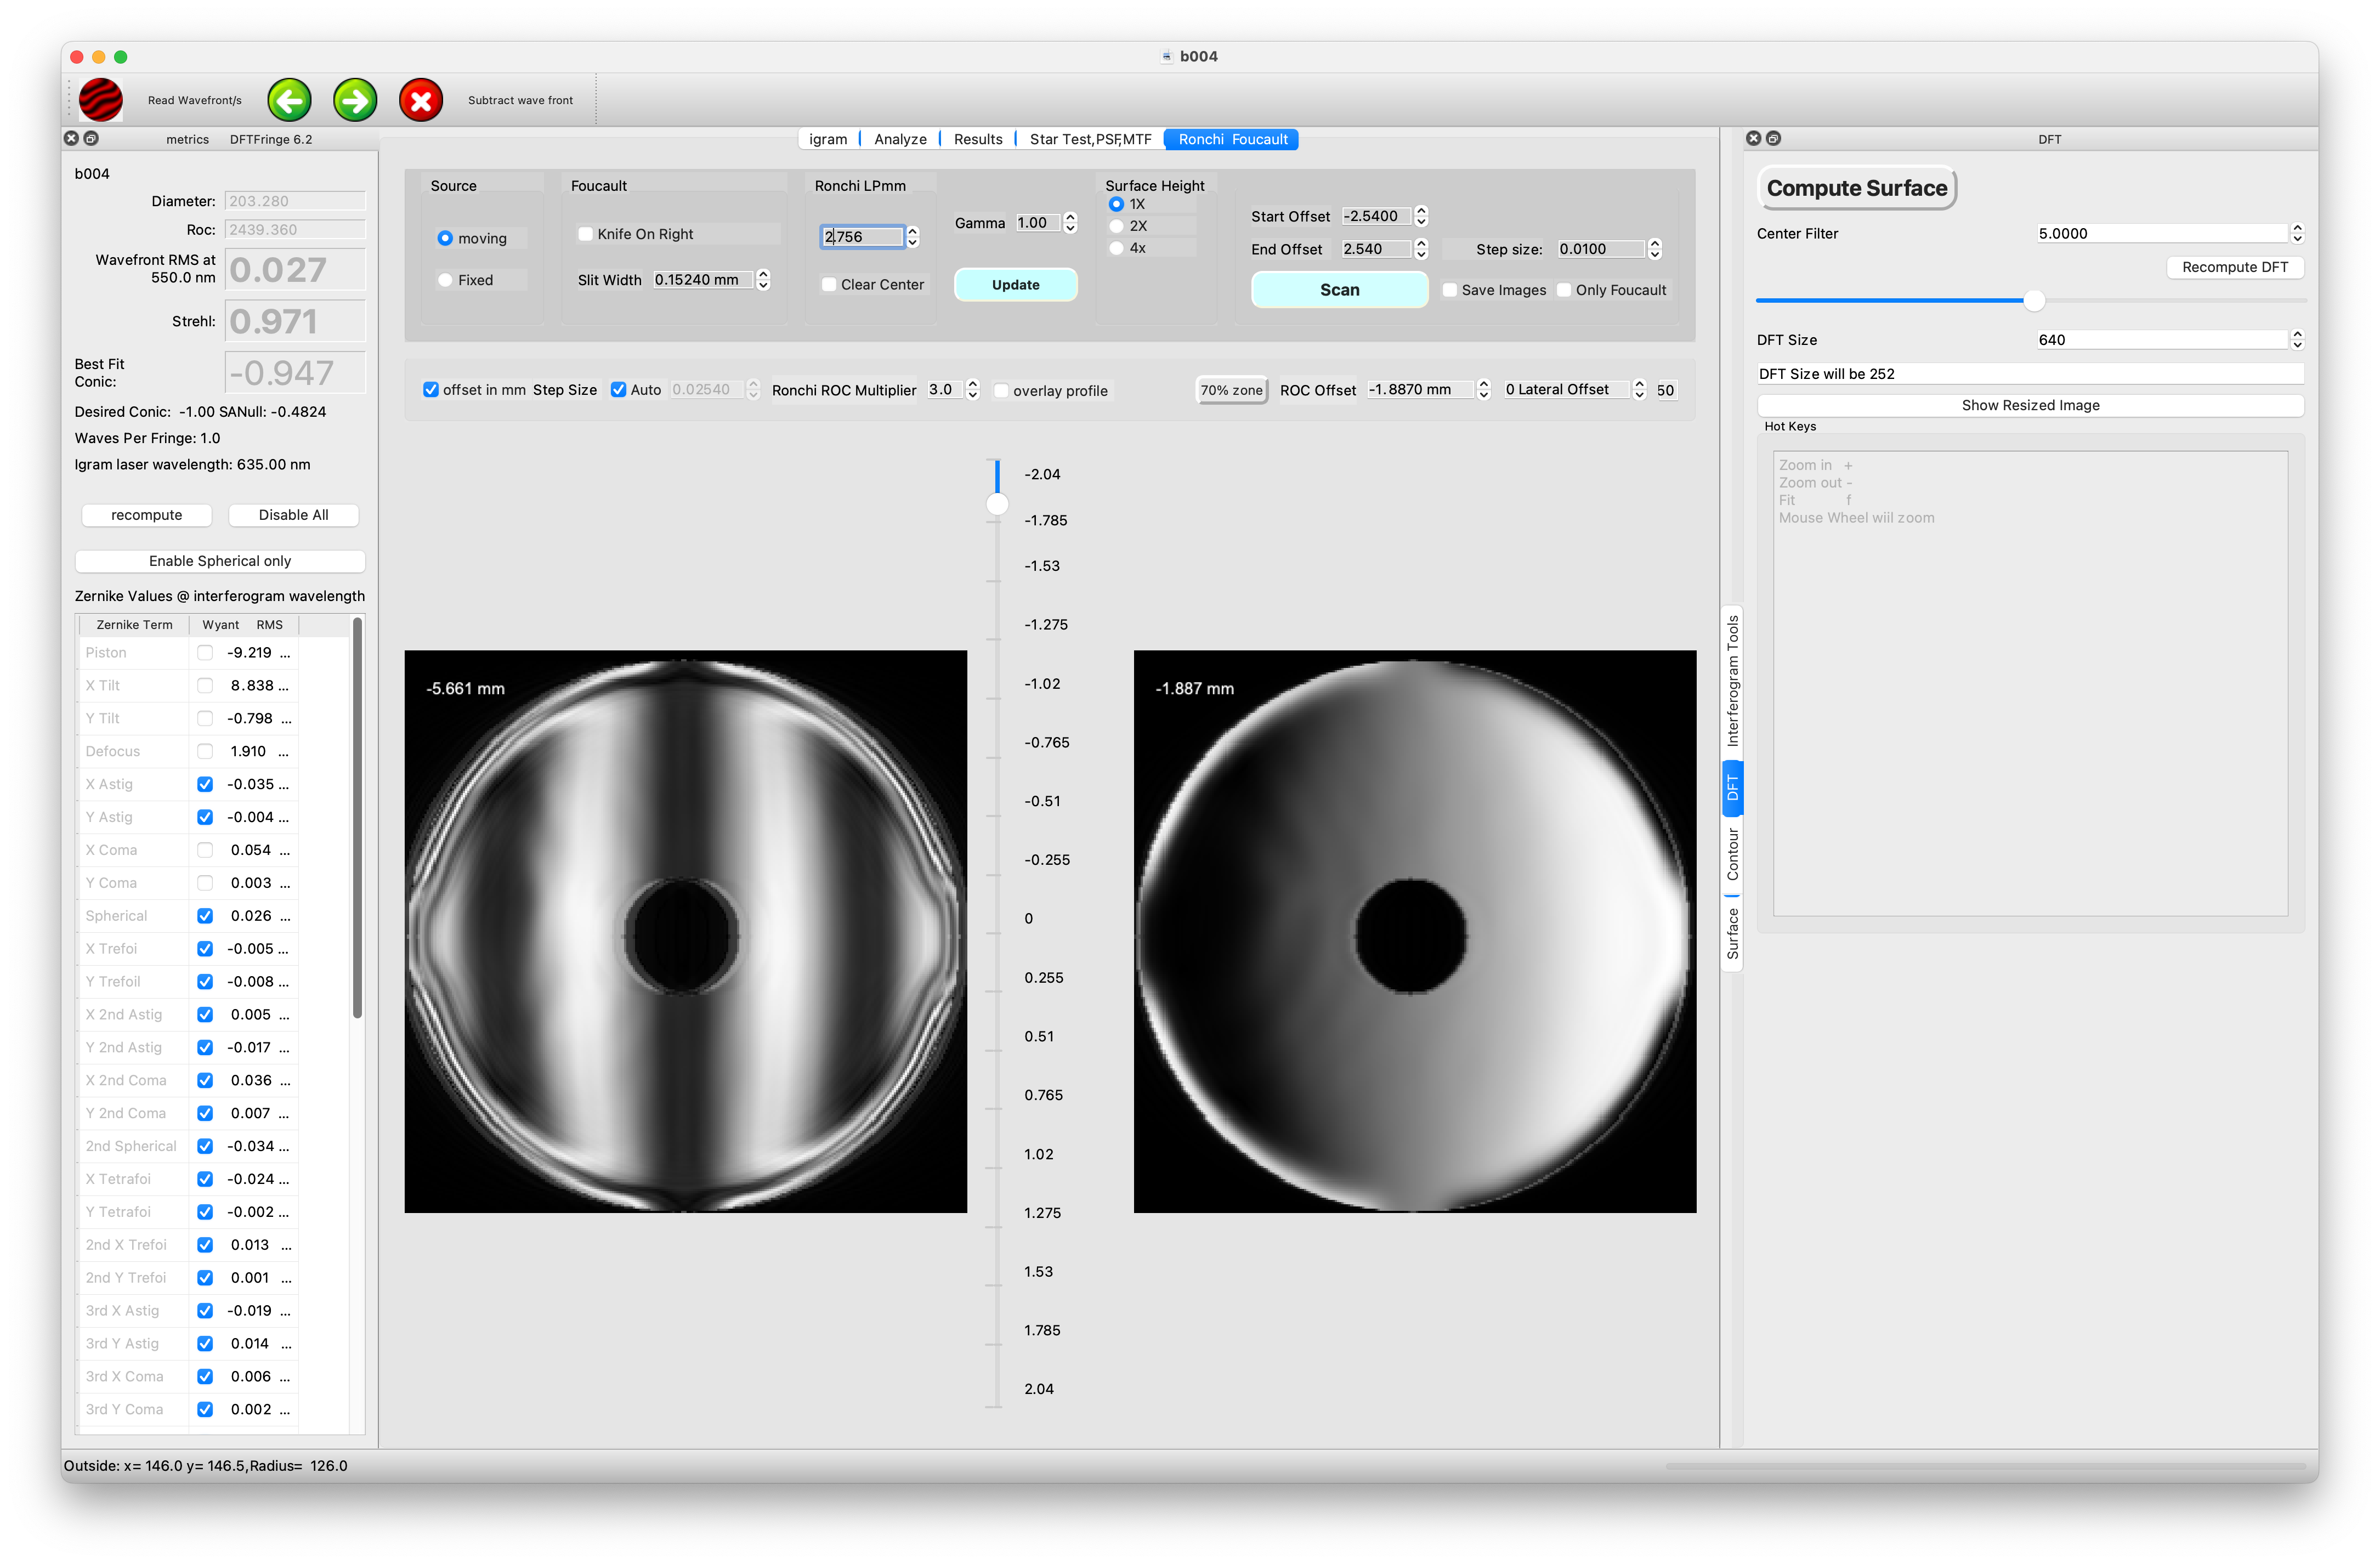 b004
Read Wavefront/s
Subtract wave front
metrics DFTFringe 6.2
igram Analyze Results Star Test,PSF,MTF Ronchi Foucault
DFT
b004
Diameter: 203.280
Roc: 2439.360
Wavefront RMS at
550.0 nm
0.027
Strehl: 0.971
Best Fit
Conic:
-0.947
Desired Conic: -1.00 SANull: -0.4824
Waves Per Fringe: 1.0
Igram laser wavelength: 635.00 nm
recompute Disable All
Enable Spherical only
Zernike Values @ interferogram wavelength
Zernike Term Wyant RMS
Piston -9.219 ...
X Tilt 8.838 ...
Y Tilt -0.798 ...
Defocus 1.910 ...
X Astig -0.035 ...
Y Astig -0.004 ...
X Coma 0.054 ...
Y Coma 0.003 ...
Spherical 0.026 ...
X Trefoi -0.005 ...
Y Trefoil -0.008 ...
X 2nd Astig 0.005 ...
Y 2nd Astig -0.017 ...
X 2nd Coma 0.036 ...
Y 2nd Coma 0.007 ...
2nd Spherical -0.034 ...
X Tetrafoi -0.024 ...
Y Tetrafoi -0.002 ...
2nd X Trefoi 0.013 ...
2nd Y Trefoi 0.001 ...
3rd X Astig -0.019 ...
3rd Y Astig 0.014 ...
3rd X Coma 0.006 ...
3rd Y Coma 0.002 ...
Source
moving
Fixed
Foucault
Knife On Right
Slit Width 0.15240 mm
Ronchi LPmm
2.756
Clear Center
Gamma 1.00
Update
Surface Height
1X
2X
4x
Start Offset -2.5400
End Offset 2.540 Step size: 0.0100
Scan Save Images Only Foucault
offset in mm Step Size Auto 0.02540 Ronchi ROC Multiplier 3.0 overlay profile 70% zone ROC Offset -1.8870 mm 0 Lateral Offset 50
-5.661 mm
-2.04
-1.785
-1.53
-1.275
-1.02
-0.765
-0.51
-0.255
0
0.255
0.51
0.765
1.02
1.275
1.53
1.785
2.04
-1.887 mm
Interferogram Tools
DFT
Contour
Surface
Compute Surface
Center Filter 5.0000
Recompute DFT
DFT Size 640
DFT Size will be 252
Show Resized Image
Hot Keys
Zoom in +
Zoom out -
Fit f
Mouse Wheel wiil zoom
Outside: x= 146.0 y= 146.5,Radius= 126.0